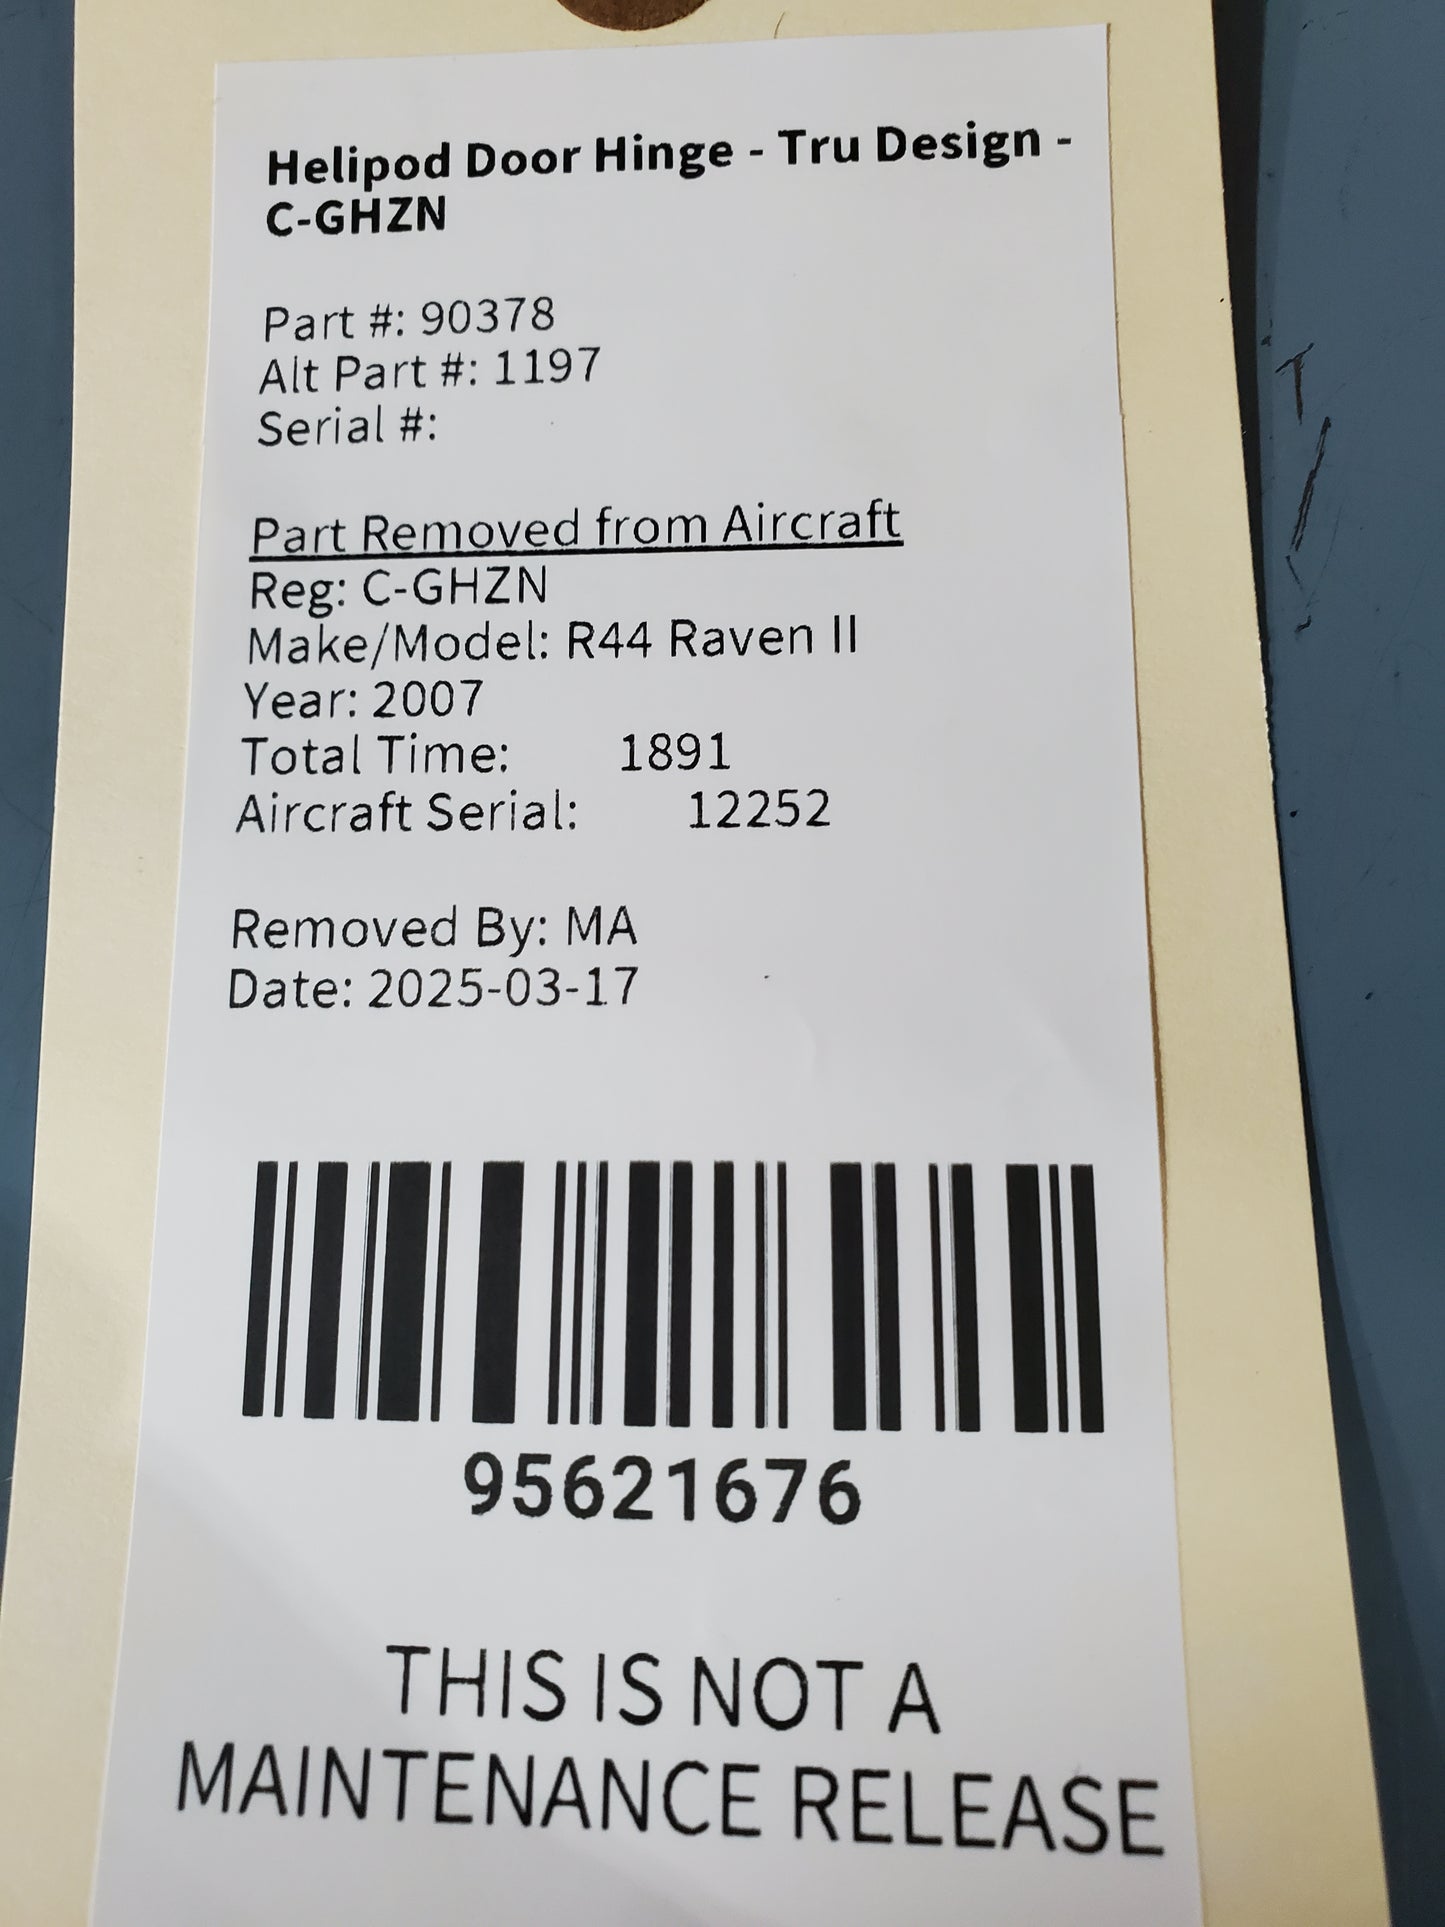 Helipod Door Hinge - Tru Design -
C-GHZN
Part #: 90378
Alt Part #: 1197
Serial #:
Part Removed from Aircraft
Reg: C-GHZN
Make/Model: R44 Raven II
Year: 2007
Total Time: 1891
Aircraft Serial: 12252
Removed By: MA
Date: 2025-03-17
95621676
THIS IS NOT A
MAINTENANCE RELEASE